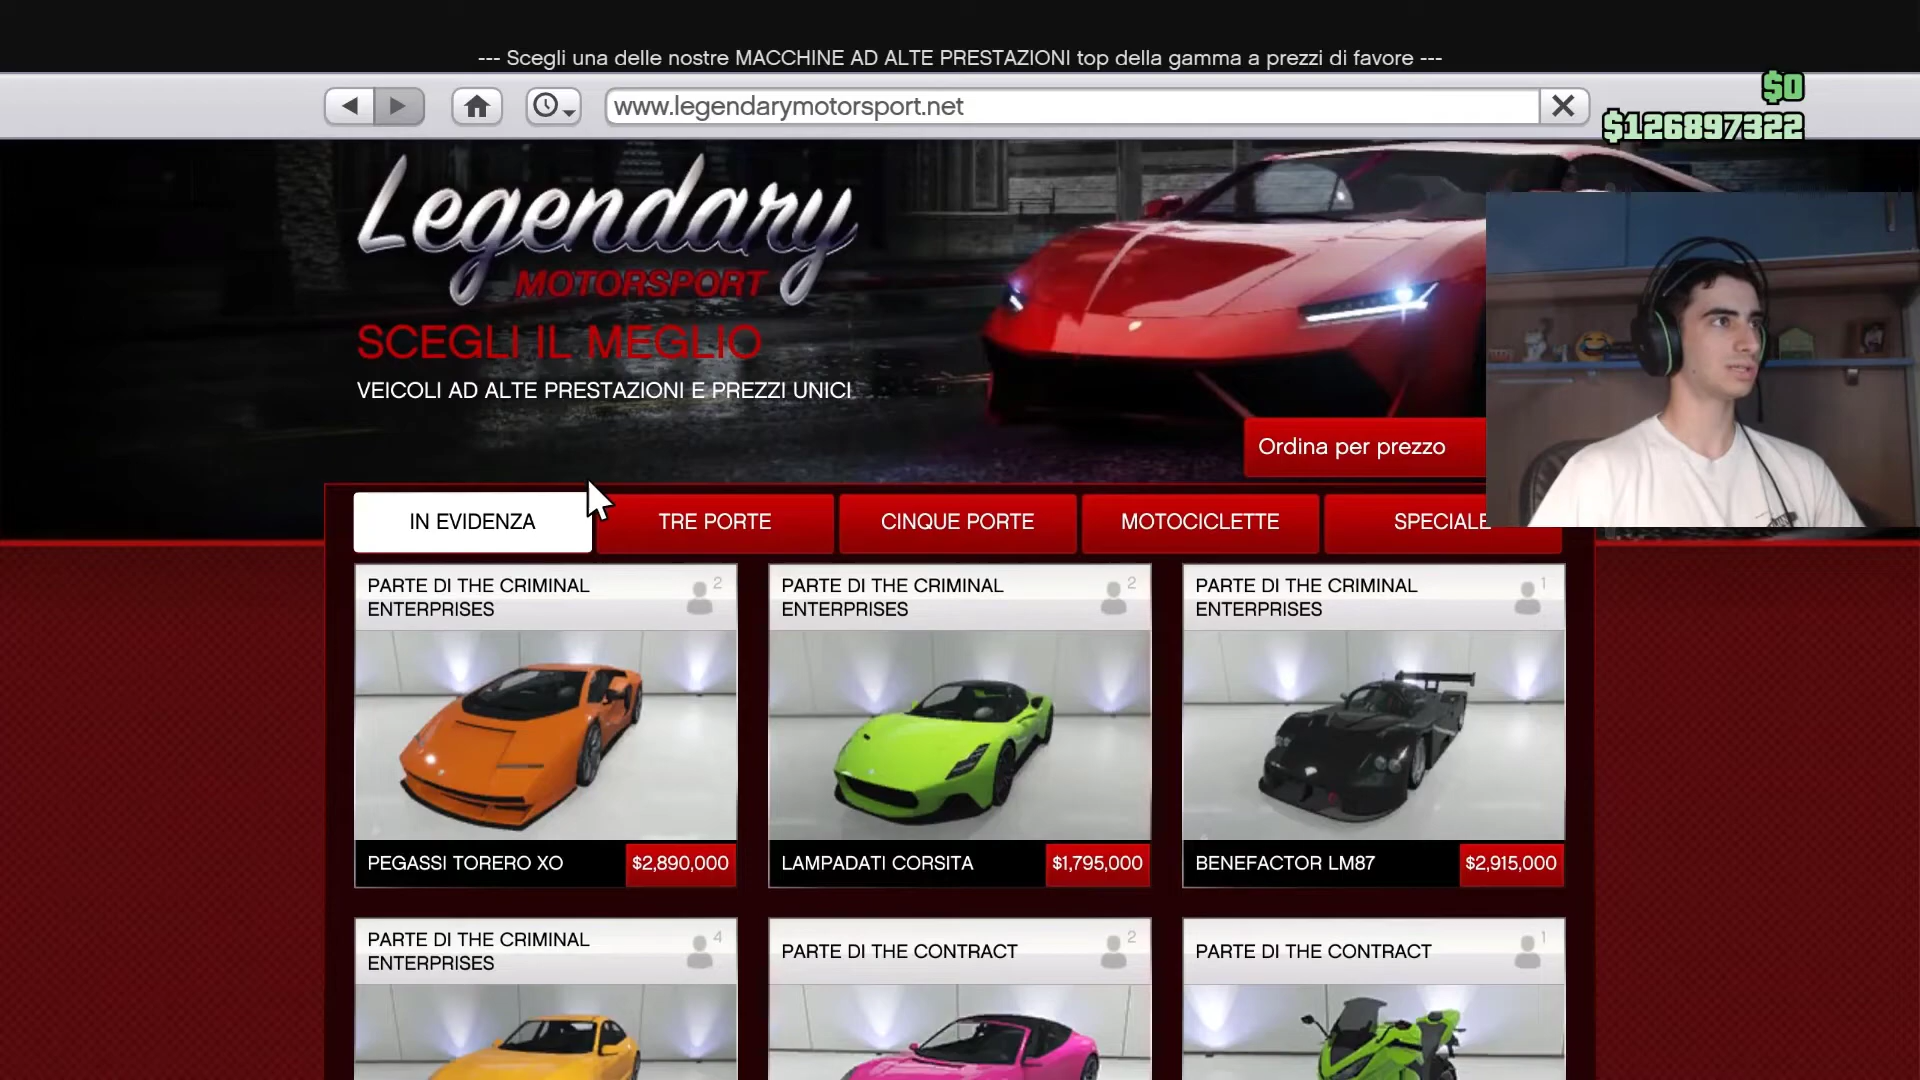 --- Scegli una delle nostre MACCHINE AD ALTE PRESTAZIONI top della gamma a prezzi di favore ---
$0
www.legendarymotorsport.net
$126897322
Legendary
MOTORSPORT
SCEGLI IL MEGLIO
VEICOLI AD ALTE PRESTAZIONI E PREZZI UNICI
Ordina per prezzo
IN EVIDENZA
TRE PORTE
CINQUE PORTE
MOTOCICLETTE
SPECIALE
PARTE DI THE CRIMINAL
ENTERPRISES
2
PARTE DI THE CRIMINAL
ENTERPRISES
2
PARTE DI THE CRIMINAL
ENTERPRISES
1
PEGASSI TORERO XO
$2,890,000
LAMPADATI CORSITA
$1,795,000
BENEFACTOR LM87
$2,915,000
PARTE DI THE CRIMINAL
ENTERPRISES
4
PARTE DI THE CONTRACT
2
PARTE DI THE CONTRACT
1